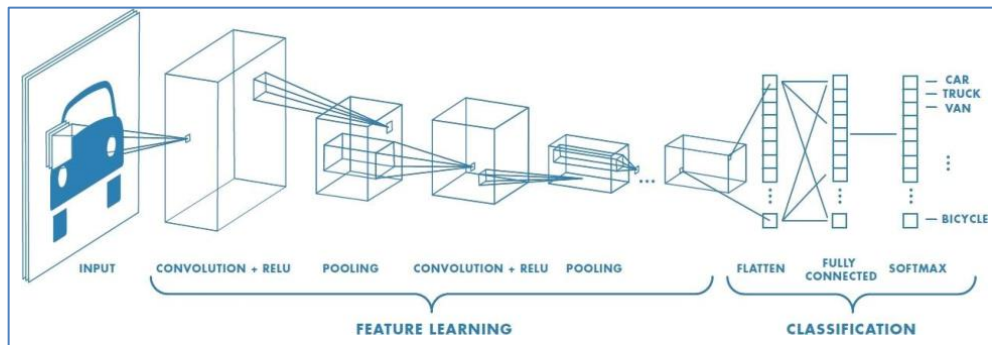 CAR
TRUCK
VAN
BICYCLE
INPUT
CONVOLUTION + RELU
POOLING
CONVOLUTION + RELU
POOLING
FLATTEN
FULLY
CONNECTED
SOFTMAX
FEATURE LEARNING
CLASSIFICATION